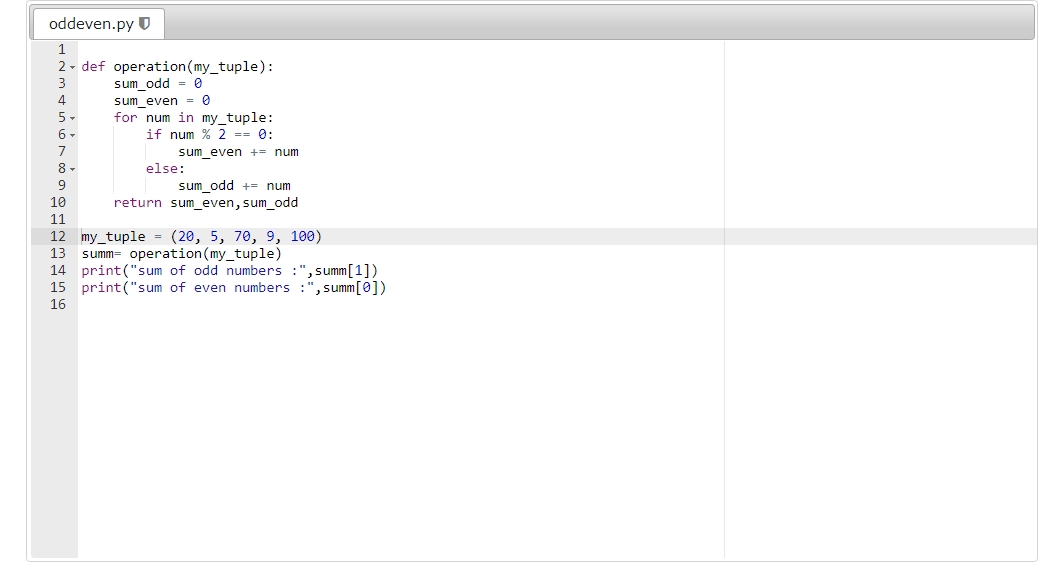 oddeven.py
1
2 def operation(my_tuple):
3     sum_odd = 0
4     sum_even = 0
5     for num in my_tuple:
6         if num % 2 == 0:
7             sum_even += num
8         else:
9             sum_odd += num
10     return sum_even,sum_odd
11
12 my_tuple = (20, 5, 70, 9, 100)
13 summ= operation(my_tuple)
14 print("sum of odd numbers :",summ[1])
15 print("sum of even numbers :",summ[0])
16